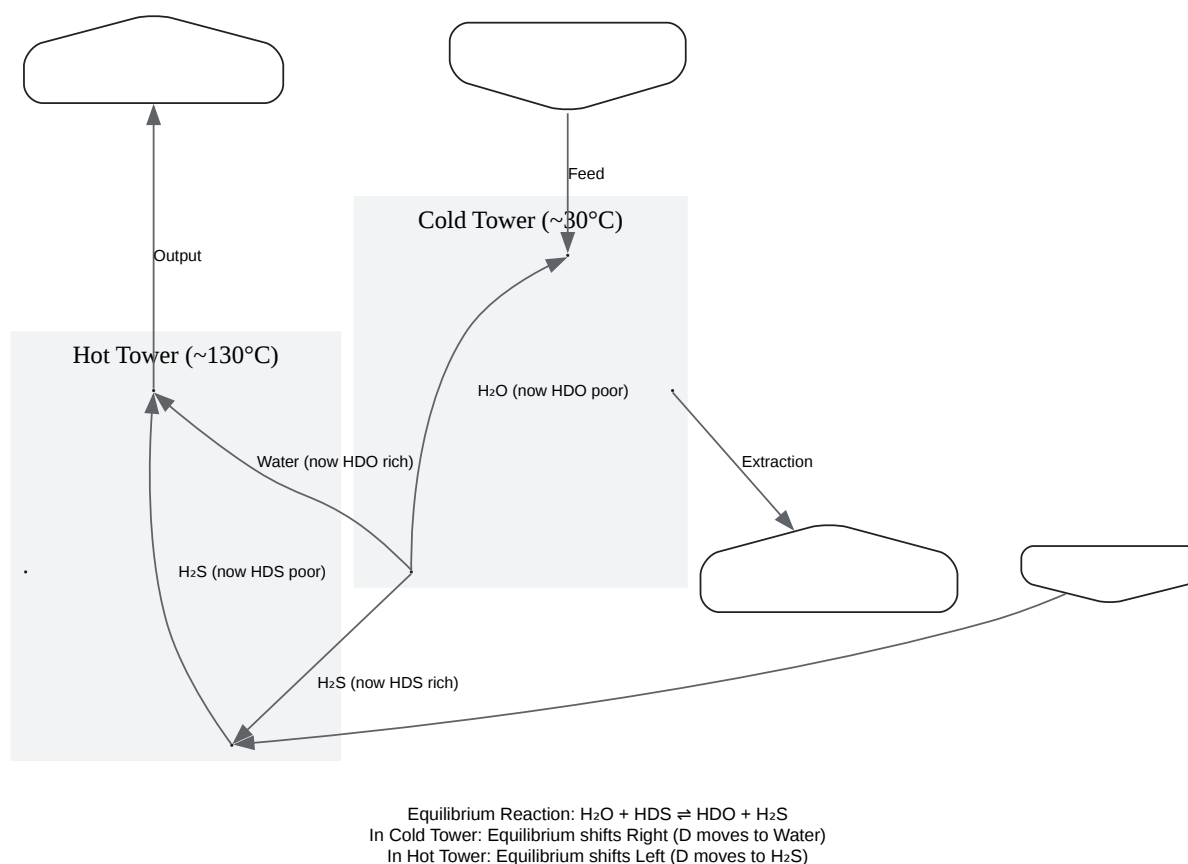 Feed
Cold Tower (~30°C)
Output
Hot Tower (~130°C)
H₂O (now HDO poor)
Water (now HDO rich)
Extraction
H₂S (now HDS poor)
H₂S (now HDS rich)
Equilibrium Reaction: H₂O + HDS ⇌ HDO + H₂S
In Cold Tower: Equilibrium shifts Right (D moves to Water)
In Hot Tower: Equilibrium shifts Left (D moves to H₂S)